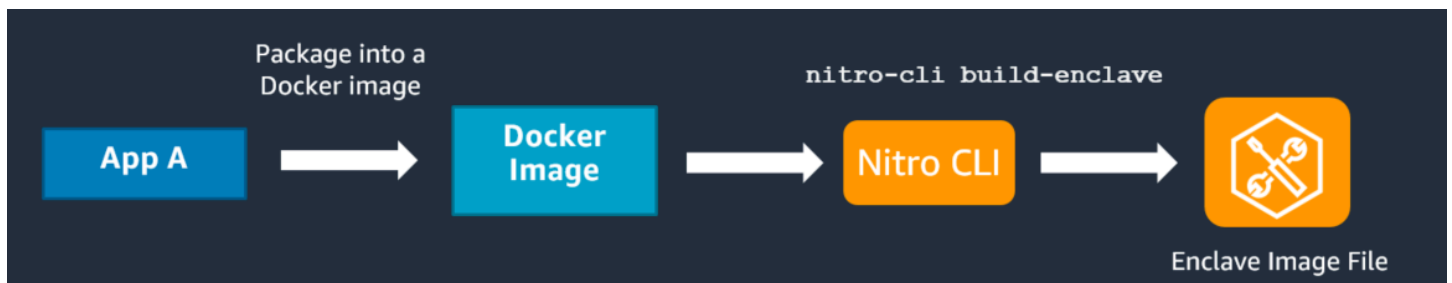 Package into a
Docker image
nitro-cli build-enclave
App A
Docker
Image
Nitro CLI
Enclave Image File